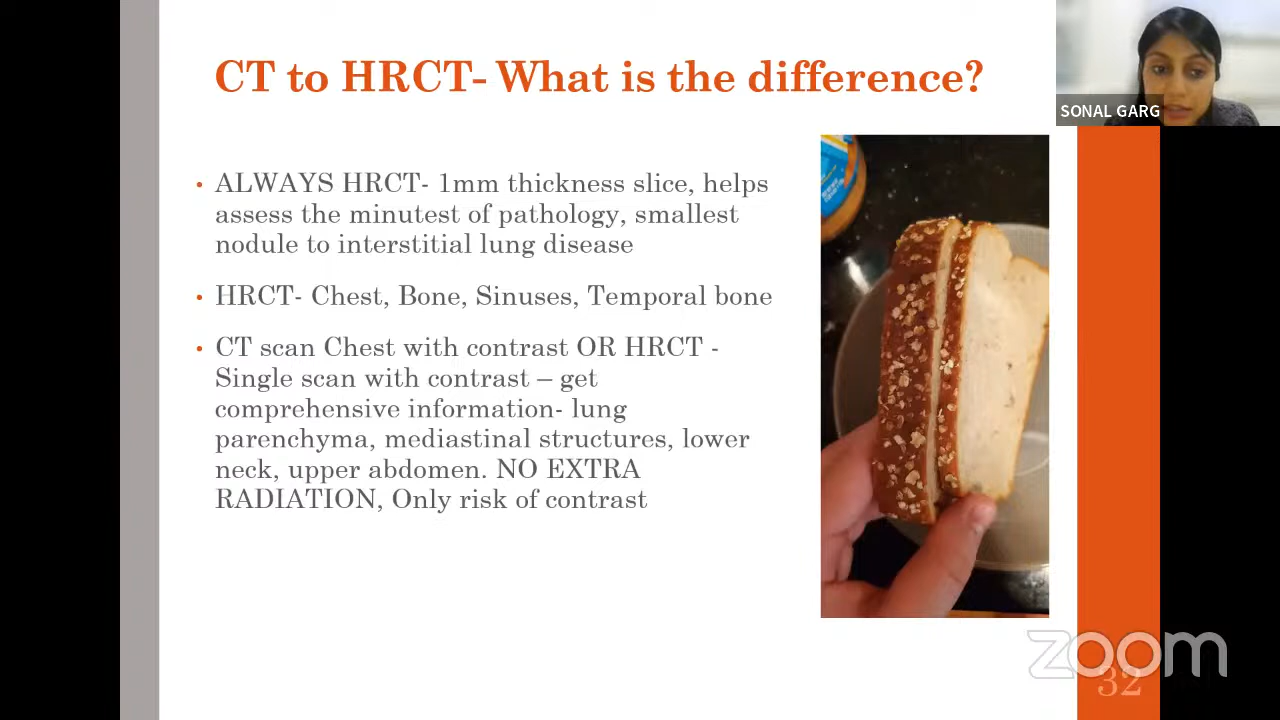 CT to HRCT- What is the difference?
SONAL GARG
• ALWAYS HRCT- 1mm thickness slice, helps
assess the minutest of pathology, smallest
nodule to interstitial lung disease
• HRCT- Chest, Bone, Sinuses, Temporal bone
• CT scan Chest with contrast OR HRCT -
Single scan with contrast – get
comprehensive information- lung
parenchyma, mediastinal structures, lower
neck, upper abdomen. NO EXTRA
RADIATION, Only risk of contrast
zoom
32